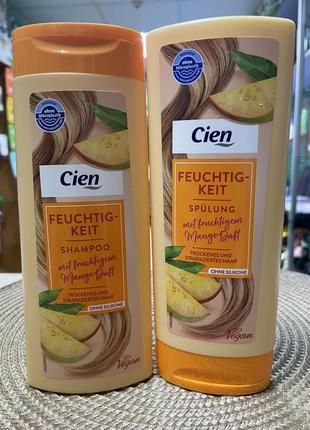 ohne
Mikroplastik
Cien
FEUCHTIG-
KEIT
SHAMPOO
mit fruchtigem
Mango-Duft
TROCKENES UND
STRAPAZIERTES HAAR
OHNE SILIKONE
Vegan
ohne
Mikroplastik
Cien
FEUCHTIG-
KEIT
SPÜLUNG
mit fruchtigem
Mango-Duft
TROCKENES UND
STRAPAZIERTES HAAR
OHNE SILIKONE
Vegan